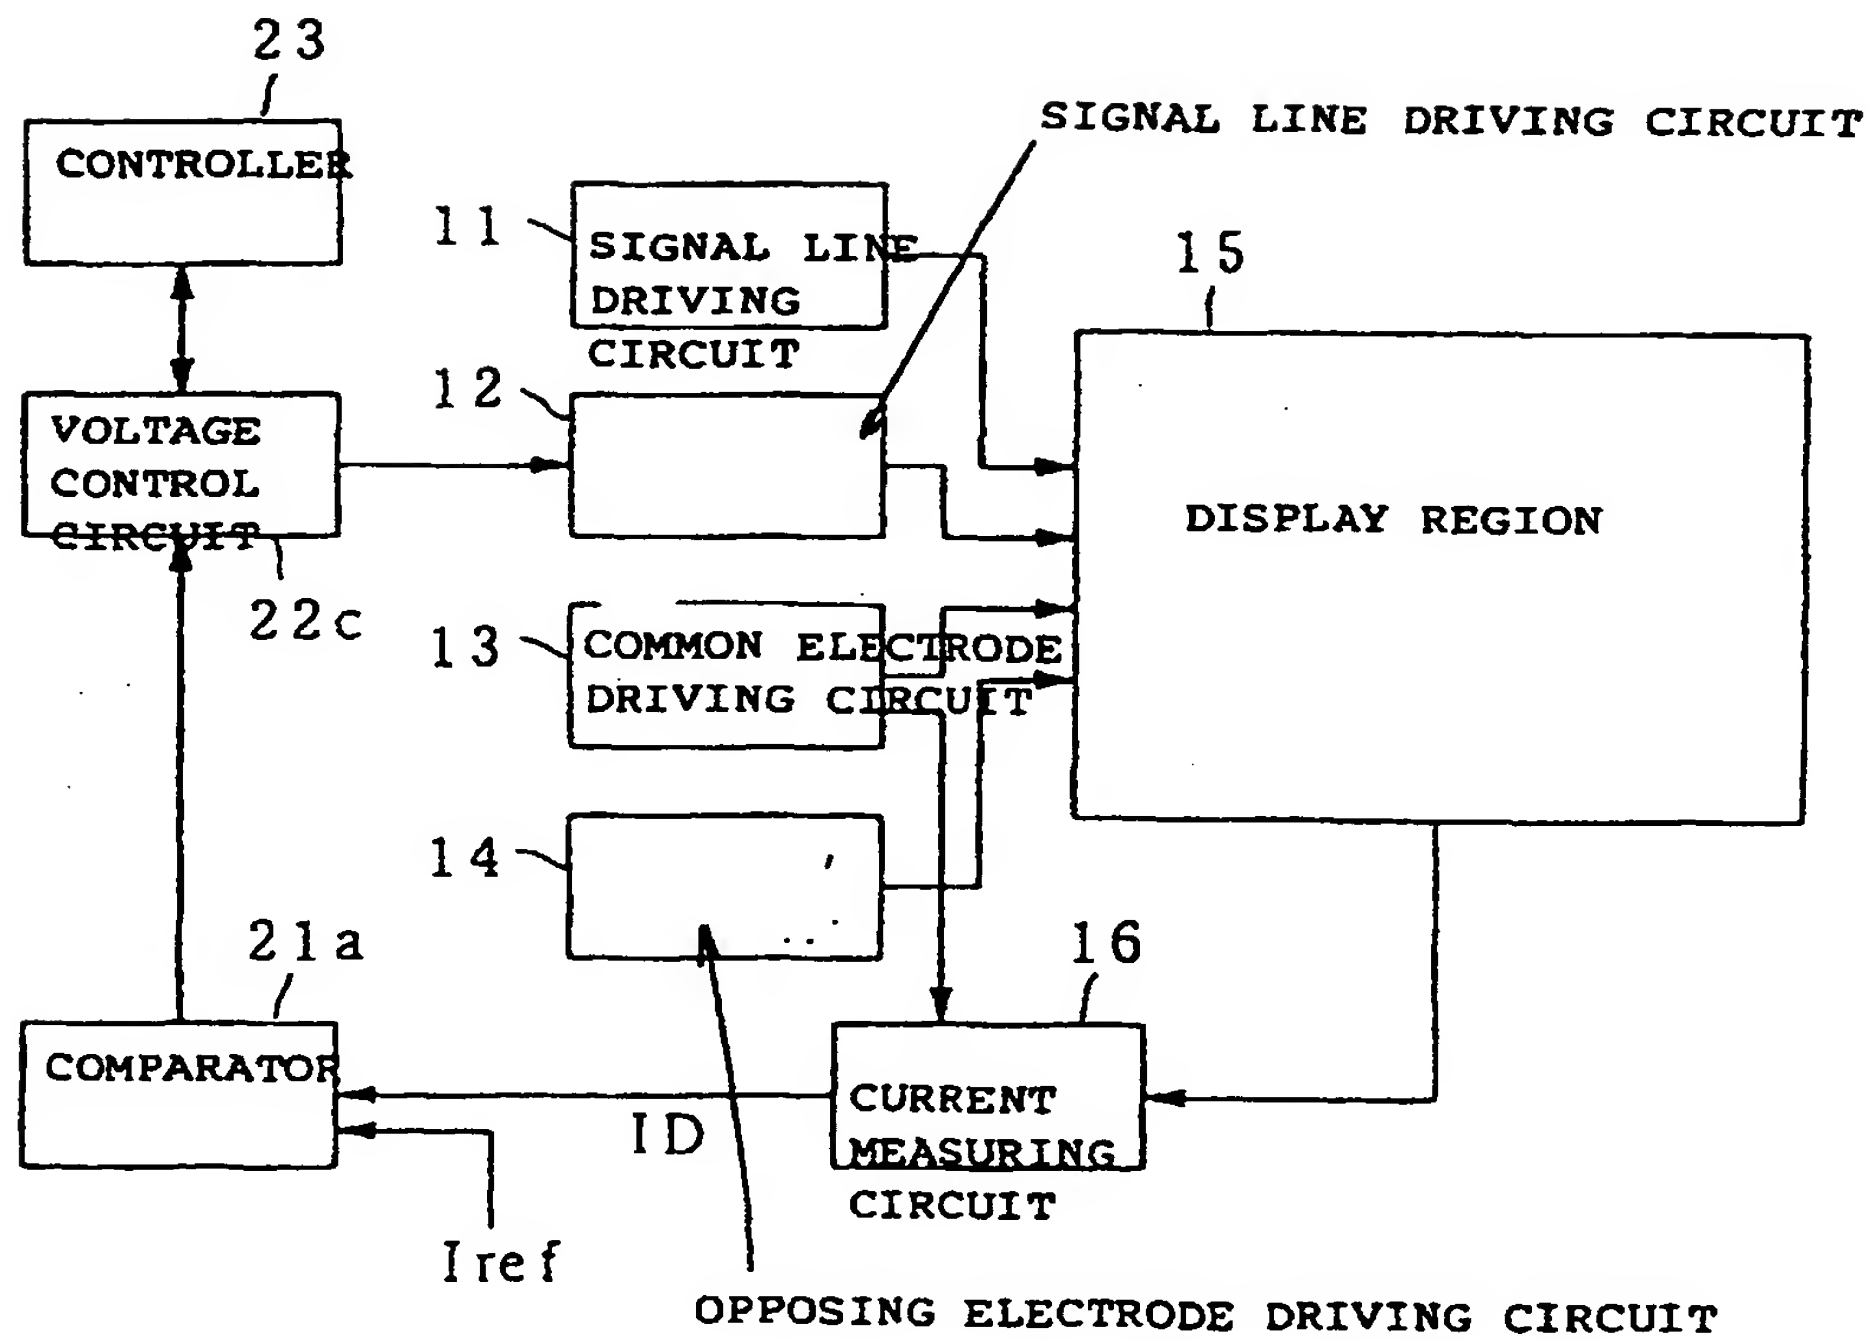 23
CONTROLLER
SIGNAL LINE DRIVING CIRCUIT
11
SIGNAL LINE
DRIVING
CIRCUIT
15
12
VOLTAGE
CONTROL
CIRCUIT
DISPLAY REGION
22c
13
COMMON ELECTRODE
DRIVING CIRCUIT
14
21a
16
COMPARATOR
CURRENT
MEASURING
CIRCUIT
ID
Iref
OPPOSING ELECTRODE DRIVING CIRCUIT